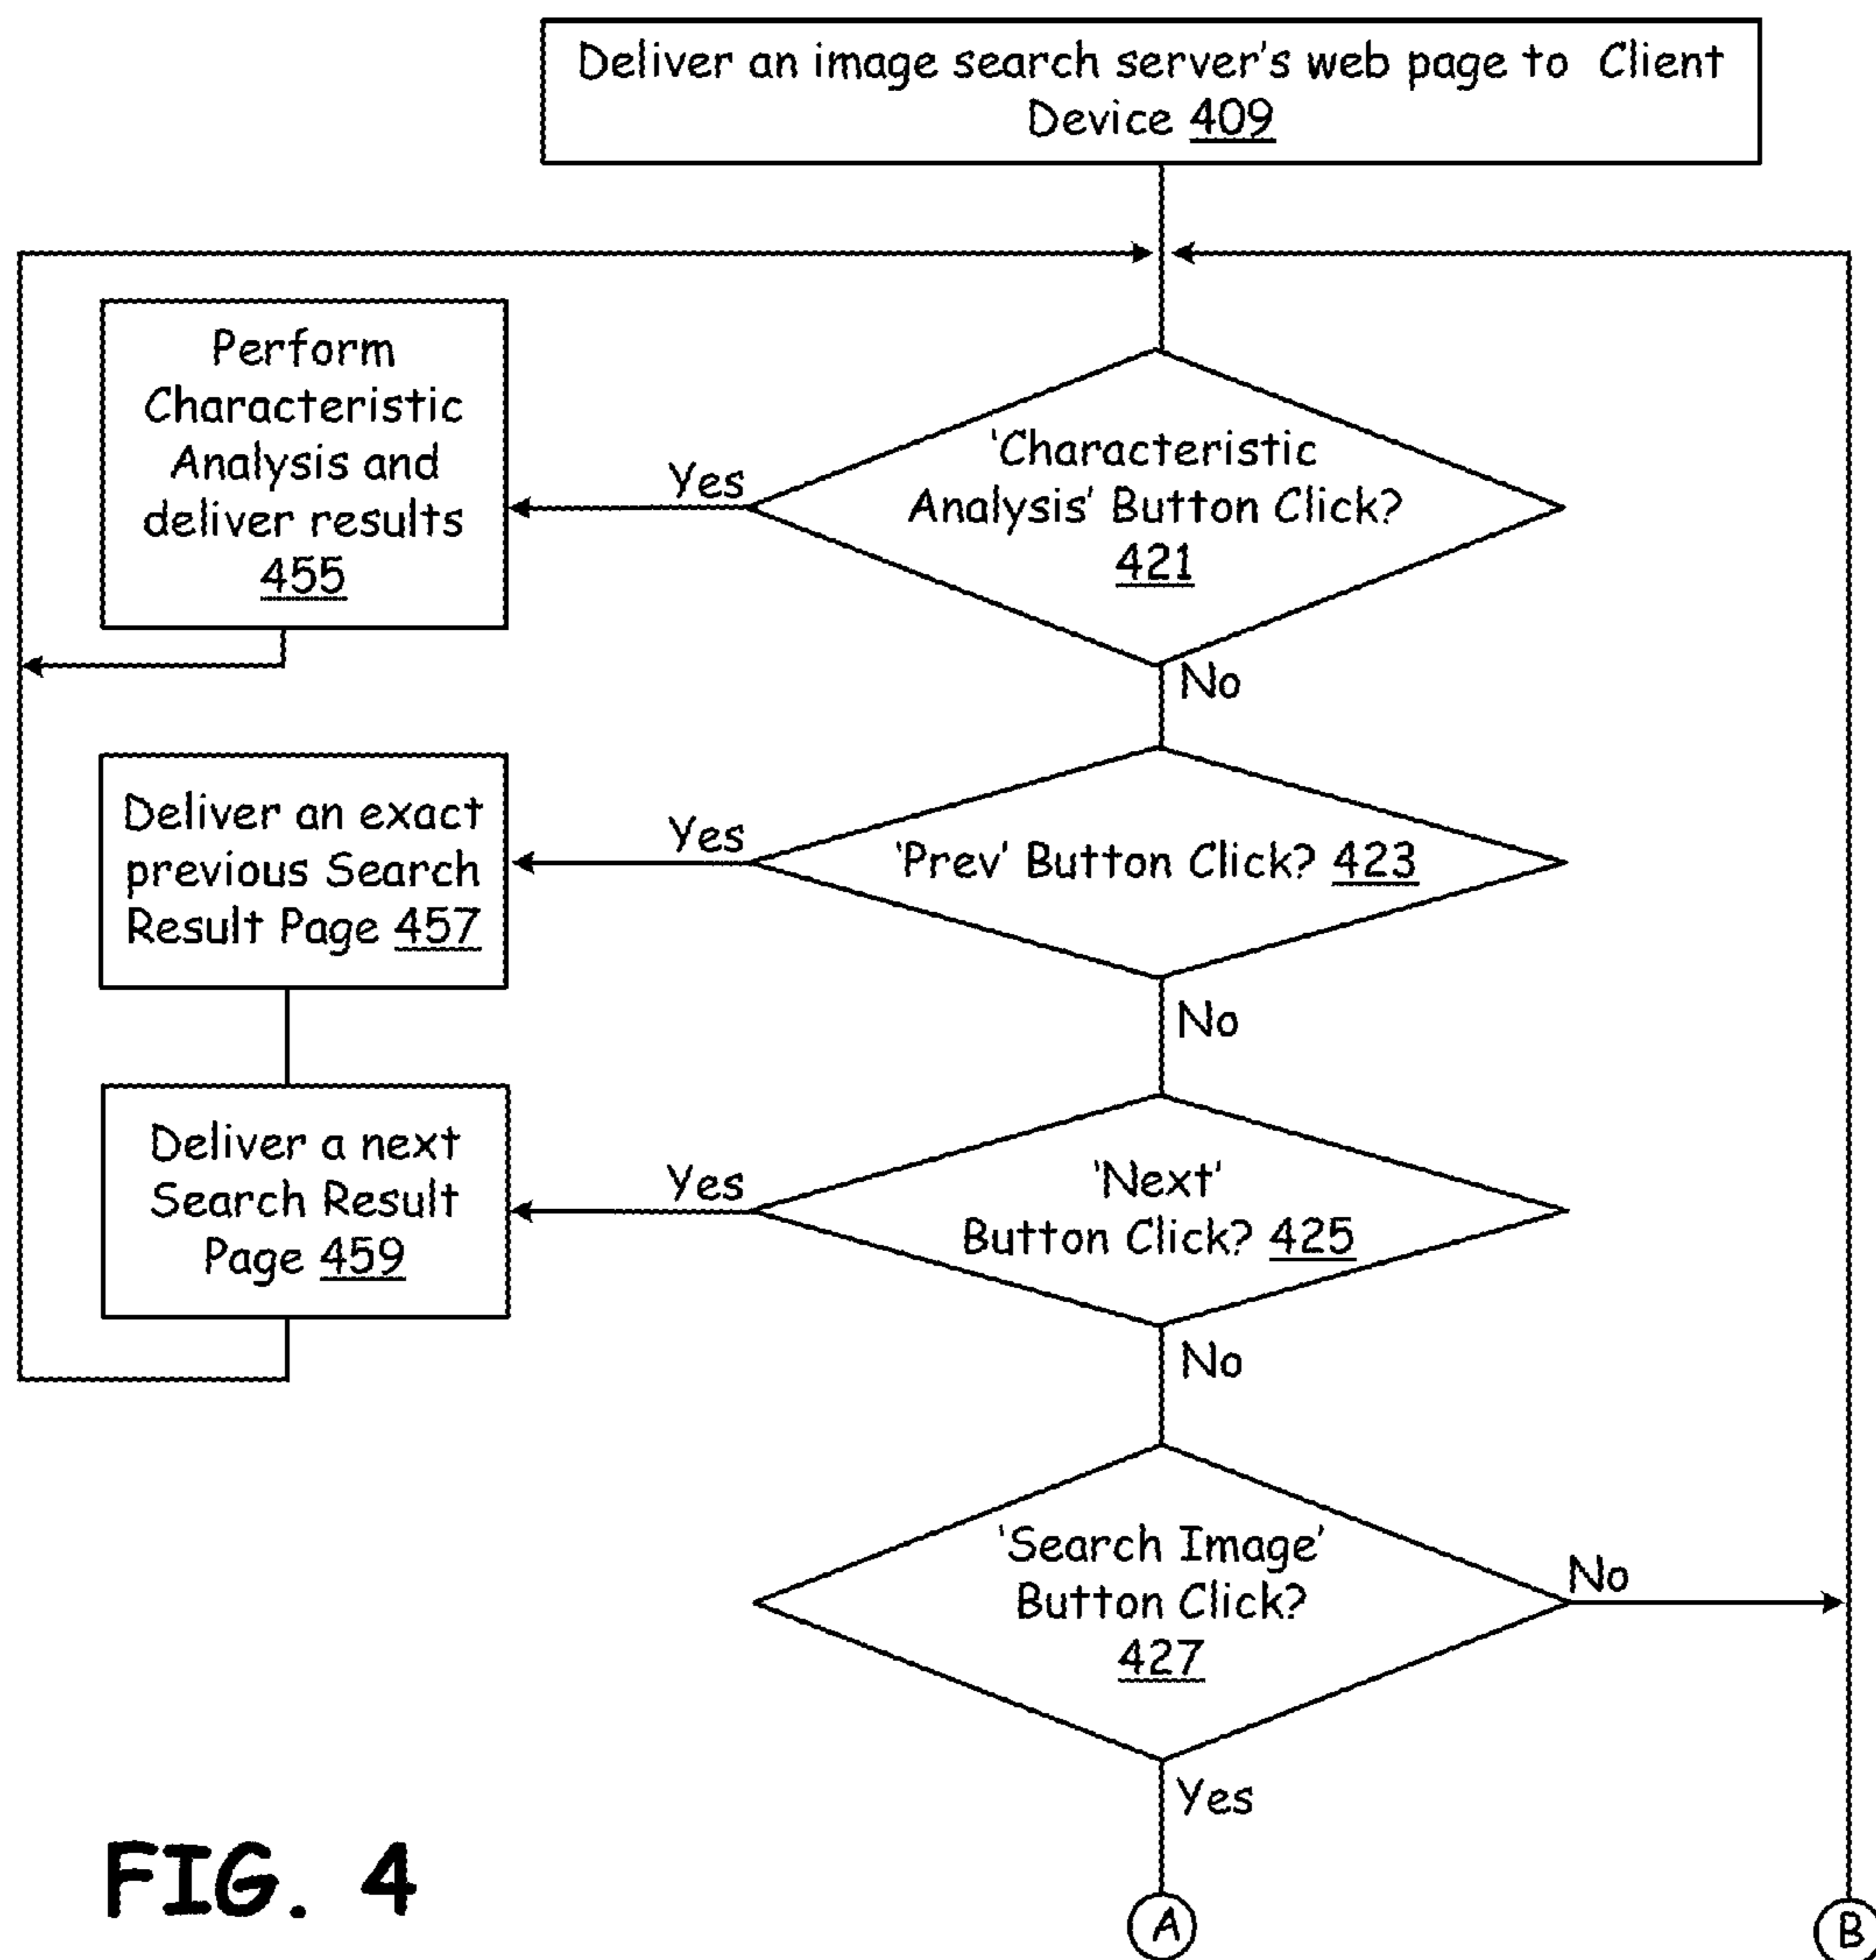 Deliver an image search server's web page to Client
Device 409
Perform
Characteristic
Analysis and
deliver results
455
Yes
'Characteristic
Analysis' Button Click?
421
No
Deliver an exact
previous Search
Result Page 457
Yes
'Prev' Button Click? 423
No
Deliver a next
Search Result
Page 459
Yes
'Next'
Button Click? 425
No
'Search Image'
Button Click?
427
No
Yes
FIG. 4
A
B